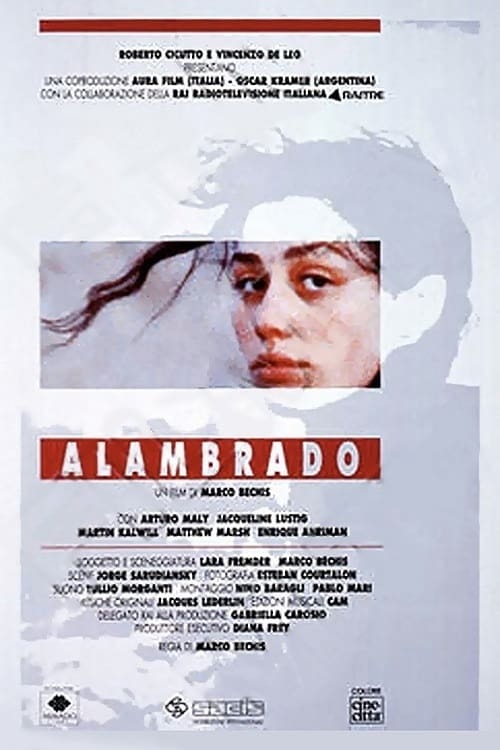 ROBERTO CICUTTO E VINCENZO DE LEO
PRESENTANO
UNA COPRODUZIONE AURA FILM (ITALIA) - OSCAR KRAMER (ARGENTINA)
CON LA COLLABORAZIONE DELLA RAI RADIOTELEVISIONE ITALIANA RAITRE
ALAMBRADO
UN FILM DI MARCO BECHIS
CON ARTURO MALY JACQUELINE LUSTIG
MARTIN KALWILL MATTHEW MARSH ENRIQUE AHRIMAN
SOGGETTO E SCENEGGIATURA LARA FREMDER MARCO BECHIS
SCENE JORGE SARUDIANSKY FOTOGRAFIA ESTEBAN COURTALON
SUONO TULLIO MORGANTI MONTAGGIO NINO BARAGLI PABLO MARI
MUSICHE ORIGINALI JACQUES LEDERLIN EDIZIONI MUSICALI CAM
DELEGATO RAI ALLA PRODUZIONE GABRIELLA CAROSIO
PRODUTTORE ESECUTIVO DIANA FREY
REGIA DI MARCO BECHIS
MIKADO
sacis
COLORE
cine
città